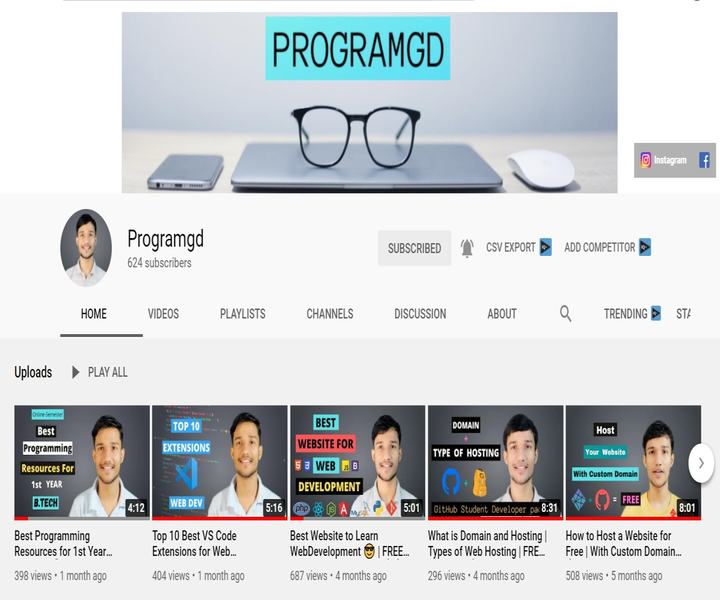 PROGRAMGD
Instagram
Programgd
624 subscribers
SUBSCRIBED
CSV EXPORT
ADD COMPETITOR
HOME VIDEOS PLAYLISTS CHANNELS DISCUSSION ABOUT TRENDING STA
Uploads PLAY ALL
Online-Semester
Best
Programming
Resources For
1st YEAR
B.TECH
4:12
TOP 10
EXTENSIONS
WEB DEV
5:16
BEST
WEBSITE FOR
WEB
DEVELOPMENT
php
JS
MySQL
5:01
DOMAIN
+
TYPE OF HOSTING
+
GitHub Student Developer pac
8:31
Host
Your Website
With Custom Domain
+ = FREE
8:01
Best Programming
Resources for 1st Year...
398 views • 1 month ago
Top 10 Best VS Code
Extensions for Web...
404 views • 1 month ago
Best Website to Learn
WebDevelopment 😎 | FREE...
687 views • 4 months ago
What is Domain and Hosting |
Types of Web Hosting | FRE...
296 views • 4 months ago
How to Host a Website for
Free | With Custom Domain...
508 views • 5 months ago